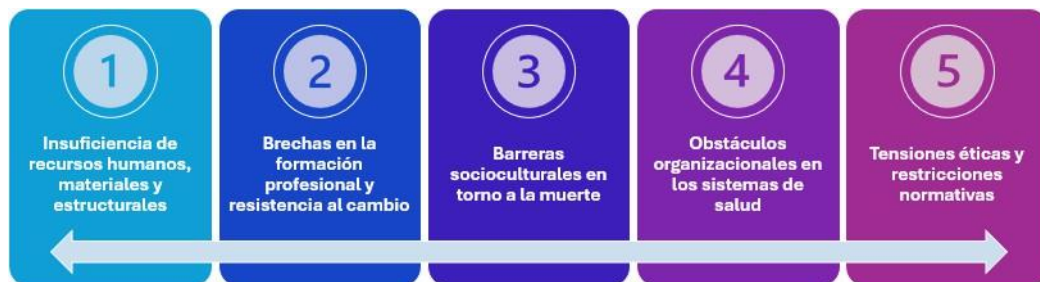 1
Insuficiencia de
recursos humanos,
materiales y
estructurales
2
Brechas en la
formación
profesional y
resistencia al cambio
3
Barreras
socioculturales en
torno a la muerte
4
Obstáculos
organizacionales en
los sistemas de
salud
5
Tensiones éticas y
restricciones
normativas